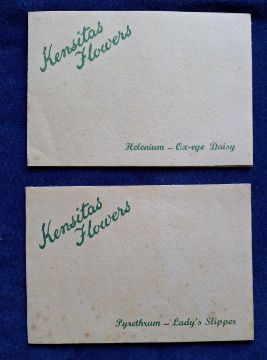 Kensitas
Flowers
Helenium – Ox-eye Daisy
Kensitas
Flowers
Pyrethrum – Lady's Slipper